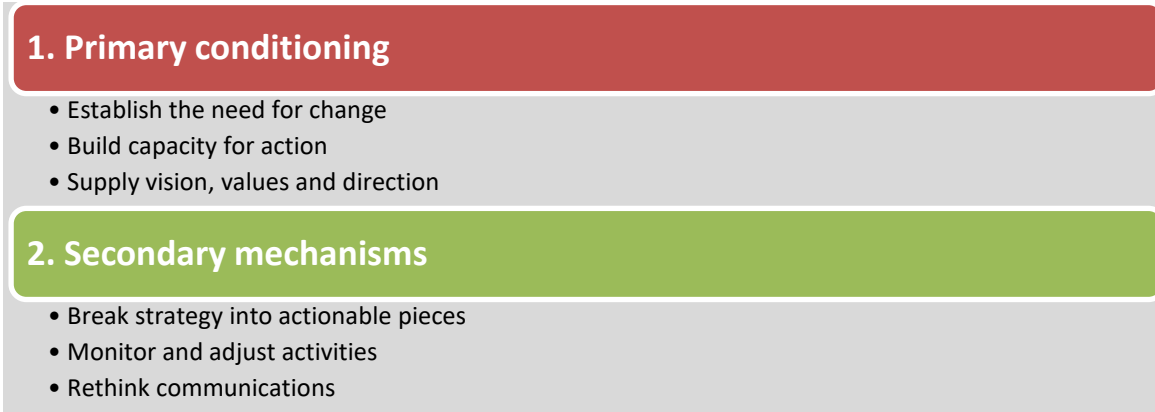 1. Primary conditioning
• Establish the need for change
• Build capacity for action
• Supply vision, values and direction
2. Secondary mechanisms
• Break strategy into actionable pieces
• Monitor and adjust activities
• Rethink communications